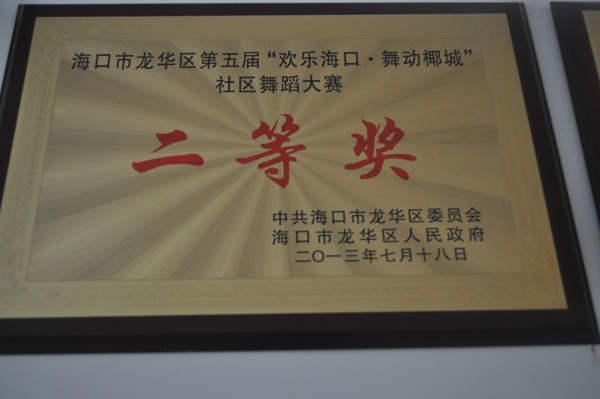 海口市龙华区第五届“欢乐海口·舞动椰城”
社区舞蹈大赛
二等奖
中共海口市龙华区委员会
海口市龙华区人民政府
二〇一三年七月十八日